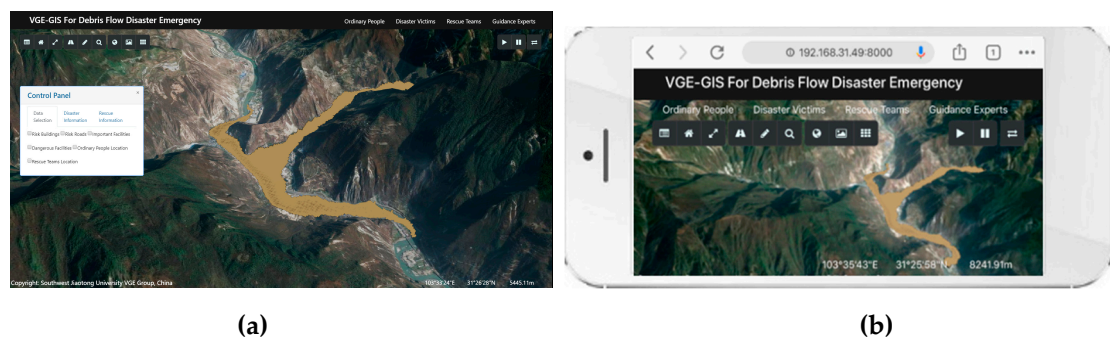 VGE-GIS For Debris Flow Disaster Emergency
Ordinary People Disaster Victims Rescue Teams Guidance Experts
Control Panel ×
Data Selection Disaster Information Rescue Information
Risk Buildings Risk Roads Important Facilities
Dangerous Facilities Ordinary People Location
Rescue Teams Location
Copyright: Southwest Jiaotong University VGE Group, China
103°33'24"E 31°26'28"N 5445.11m
(a)
192.168.31.49:8000
1
VGE-GIS For Debris Flow Disaster Emergency
Ordinary People Disaster Victims Rescue Teams Guidance Experts
103°35'43"E 31°25'58"N 8241.91m
(b)